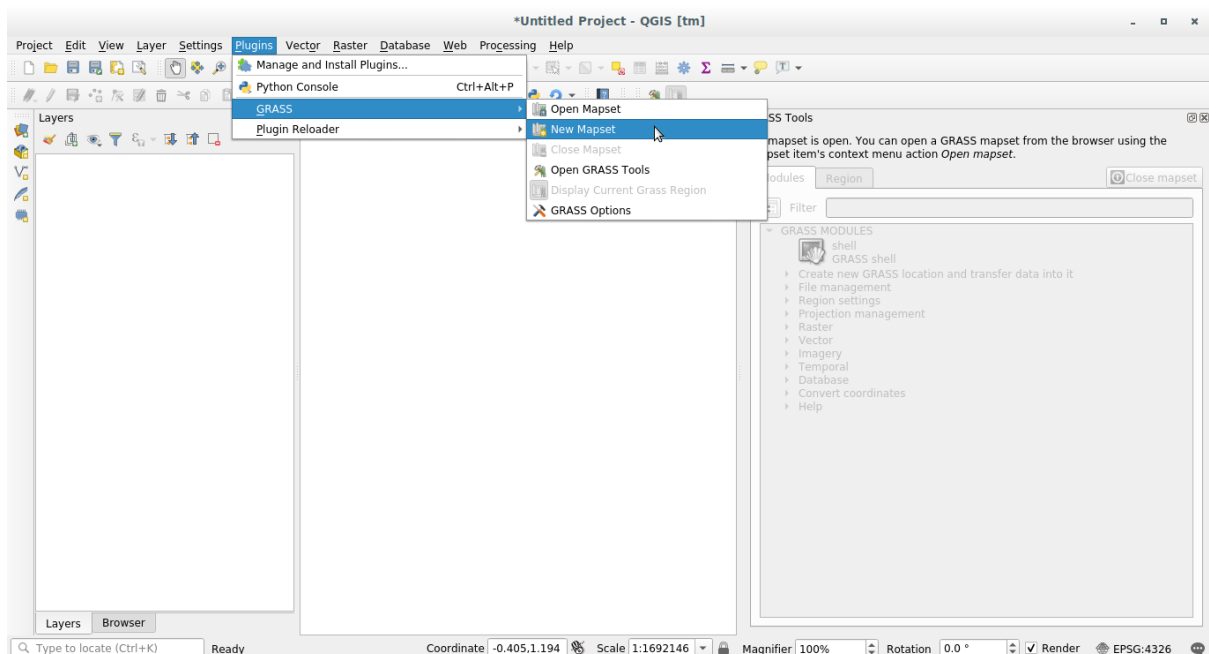 *Untitled Project - QGIS [tm]
Project Edit View Layer Settings Plugins Vector Raster Database Web Processing Help
Manage and Install Plugins...
Python Console Ctrl+Alt+P
GRASS
Plugin Reloader
Open Mapset
New Mapset
Close Mapset
Open GRASS Tools
Display Current Grass Region
GRASS Options
Layers
SS Tools
mapset is open. You can open a GRASS mapset from the browser using the
pset item's context menu action Open mapset.
odules Region Close mapset
Filter
GRASS MODULES
shell
GRASS shell
Create new GRASS location and transfer data into it
File management
Region settings
Projection management
Raster
Vector
Imagery
Temporal
Database
Convert coordinates
Help
Layers Browser
Type to locate (Ctrl+K) Ready Coordinate -0.405,1.194 Scale 1:1692146 Magnifier 100% Rotation 0.0 ° Render EPSG:4326